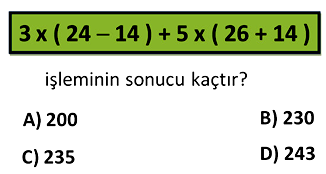 3 x ( 24 – 14 ) + 5 x ( 26 + 14 )
işleminin sonucu kaçtır?
A) 200 B) 230
C) 235 D) 243